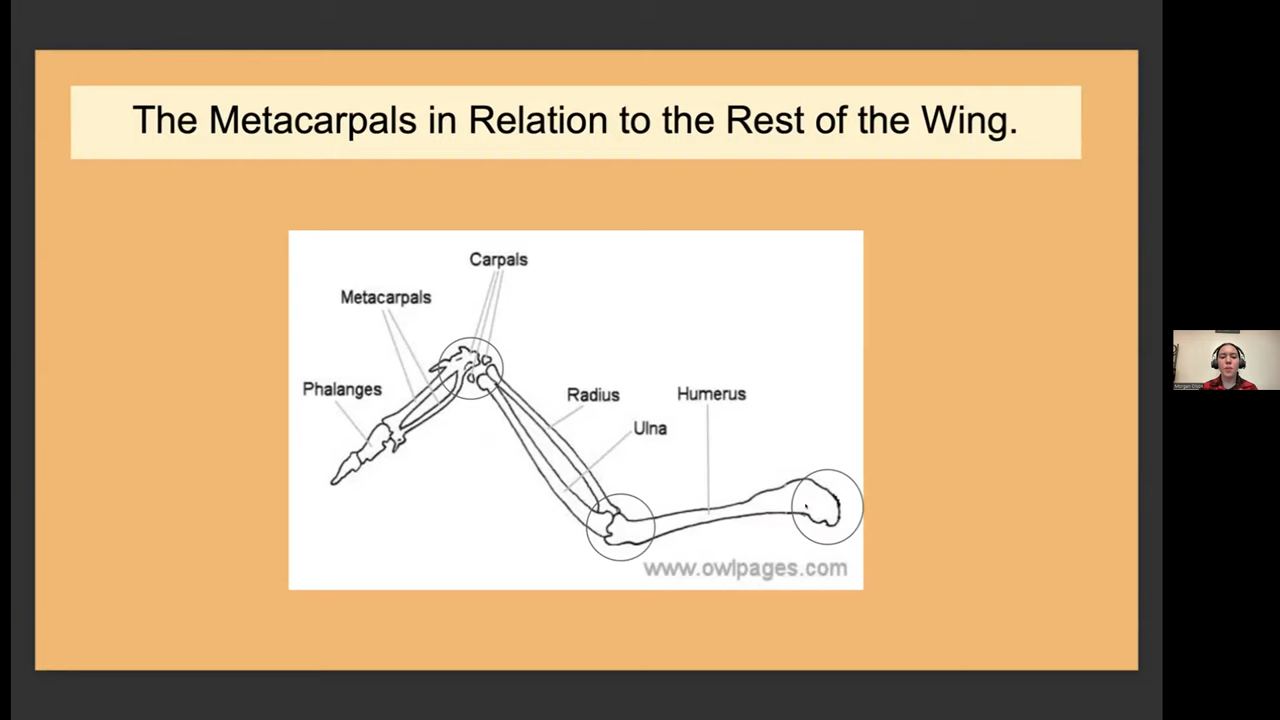 The Metacarpals in Relation to the Rest of the Wing.
Carpals
Metacarpals
Phalanges
Radius
Humerus
Ulna
www.owlpages.com